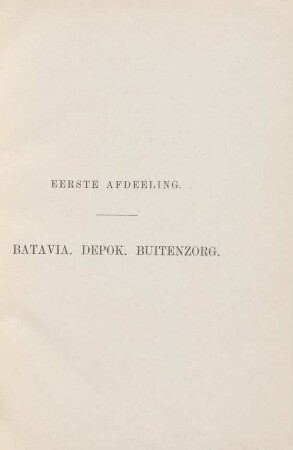 EERSTE AFDEELING.
BATAVIA. DEPOK. BUITENZORG.